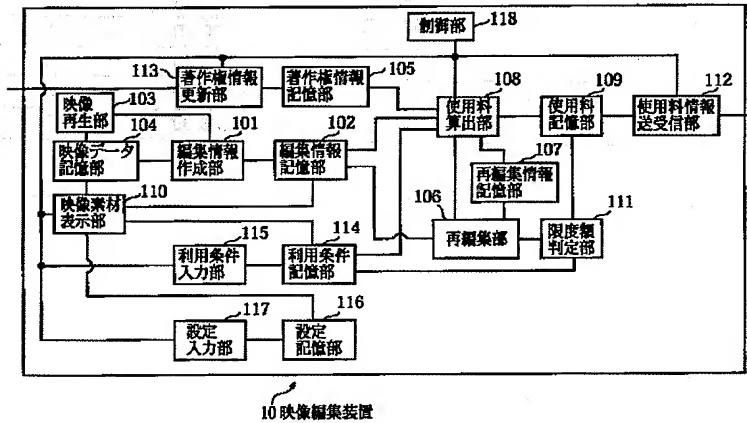 制御部
118
113
著作権情報
更新部
著作権情報
記憶部
105
108
使用料
算出部
109
使用料
記憶部
112
使用料情報
送受信部
映像
再生部
103
104
映像データ
記憶部
101
編集情報
作成部
102
編集情報
記憶部
107
再編集情報
記憶部
110
映像素材
表示部
106
再編集部
111
限度額
判定部
115
利用条件
入力部
114
利用条件
記憶部
117
設定
入力部
116
設定
記憶部
10 映像編集装置